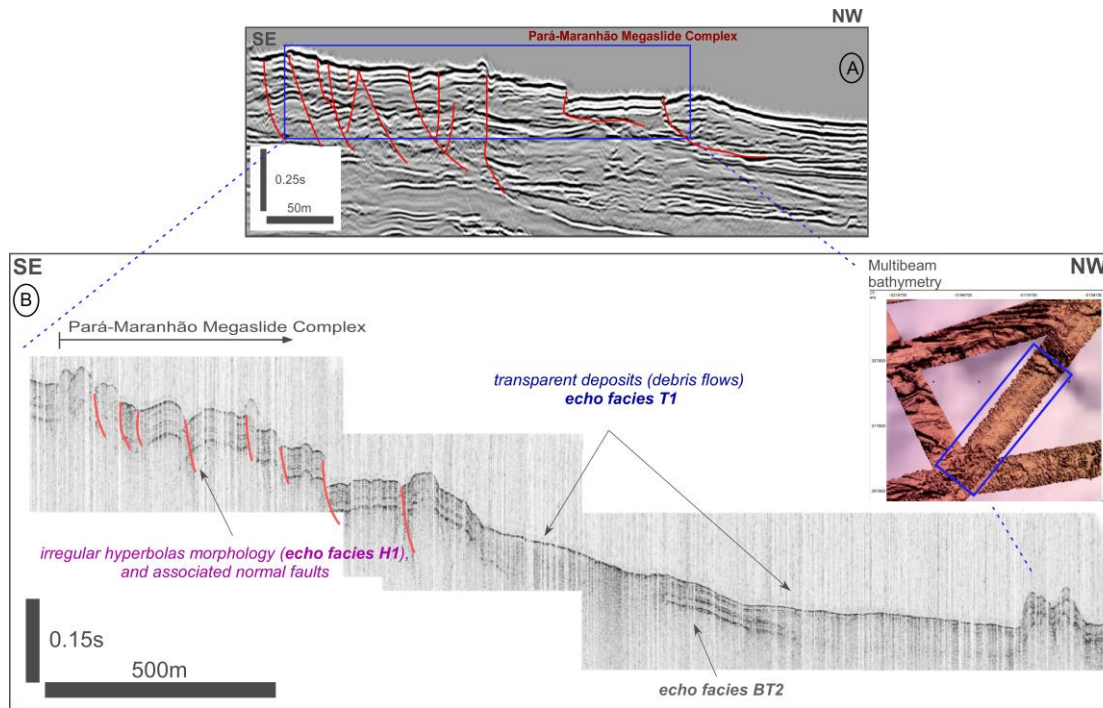 NW
SE
Pará-Maranhão Megaslide Complex
A
0.25s
50m
SE
NW
B
Multibeam
bathymetry
Pará-Maranhão Megaslide Complex
transparent deposits (debris flows)
echo facies T1
irregular hyperbolas morphology (echo facies H1),
and associated normal faults
0.15s
500m
echo facies BT2